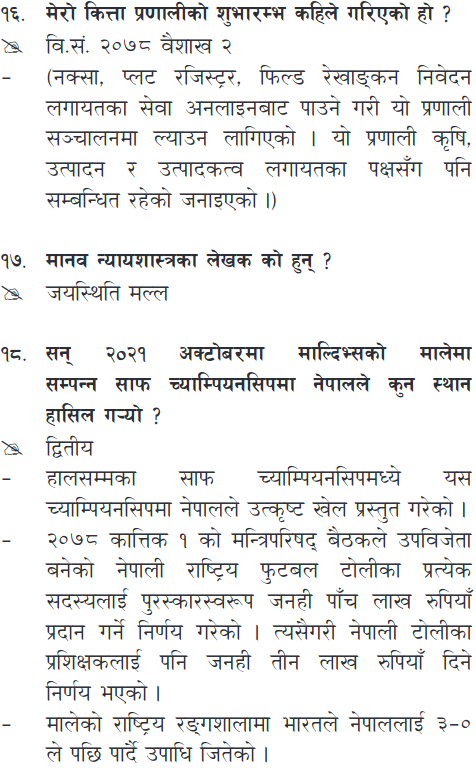 १६. मेरो कित्ता प्रणालीको शुभारम्भ कहिले गरिएको हो ?
वि.सं. २०७८ वैशाख २
– (नक्सा, प्लट रजिस्ट्रर, फिल्ड रेखाङ्कन निवेदन
लगायतका सेवा अनलाइनबाट पाउने गरी यो प्रणाली
सञ्चालनमा ल्याउन लागिएको । यो प्रणाली कृषि,
उत्पादन र उत्पादकत्व लगायतका पक्षसँग पनि
सम्बन्धित रहेको जनाइएको ।)
१७. मानव न्यायशास्त्रका लेखक को हुन् ?
जयस्थिति मल्ल
१८. सन् २०२१ अक्टोबरमा माल्दिभ्सको मालेमा
सम्पन्न साफ च्याम्पियनसिपमा नेपालले कुन स्थान
हासिल गऱ्यो ?
द्वितीय
– हालसम्मका साफ च्याम्पियनसिपमध्ये यस
च्याम्पियनसिपमा नेपालले उत्कृष्ट खेल प्रस्तुत गरेको ।
– २०७८ कात्तिक १ को मन्त्रिपरिषद् बैठकले उपविजेता
बनेको नेपाली राष्ट्रिय फुटबल टोलीका प्रत्येक
सदस्यलाई पुरस्कारस्वरूप जनही पाँच लाख रुपियाँ
प्रदान गर्ने निर्णय गरेको । त्यसैगरी नेपाली टोलीका
प्रशिक्षकलाई पनि जनही तीन लाख रुपियाँ दिने
निर्णय भएको ।
– मालेको राष्ट्रिय रङ्गशालामा भारतले नेपाललाई ३–०
ले पछि पार्दै उपाधि जितेको ।